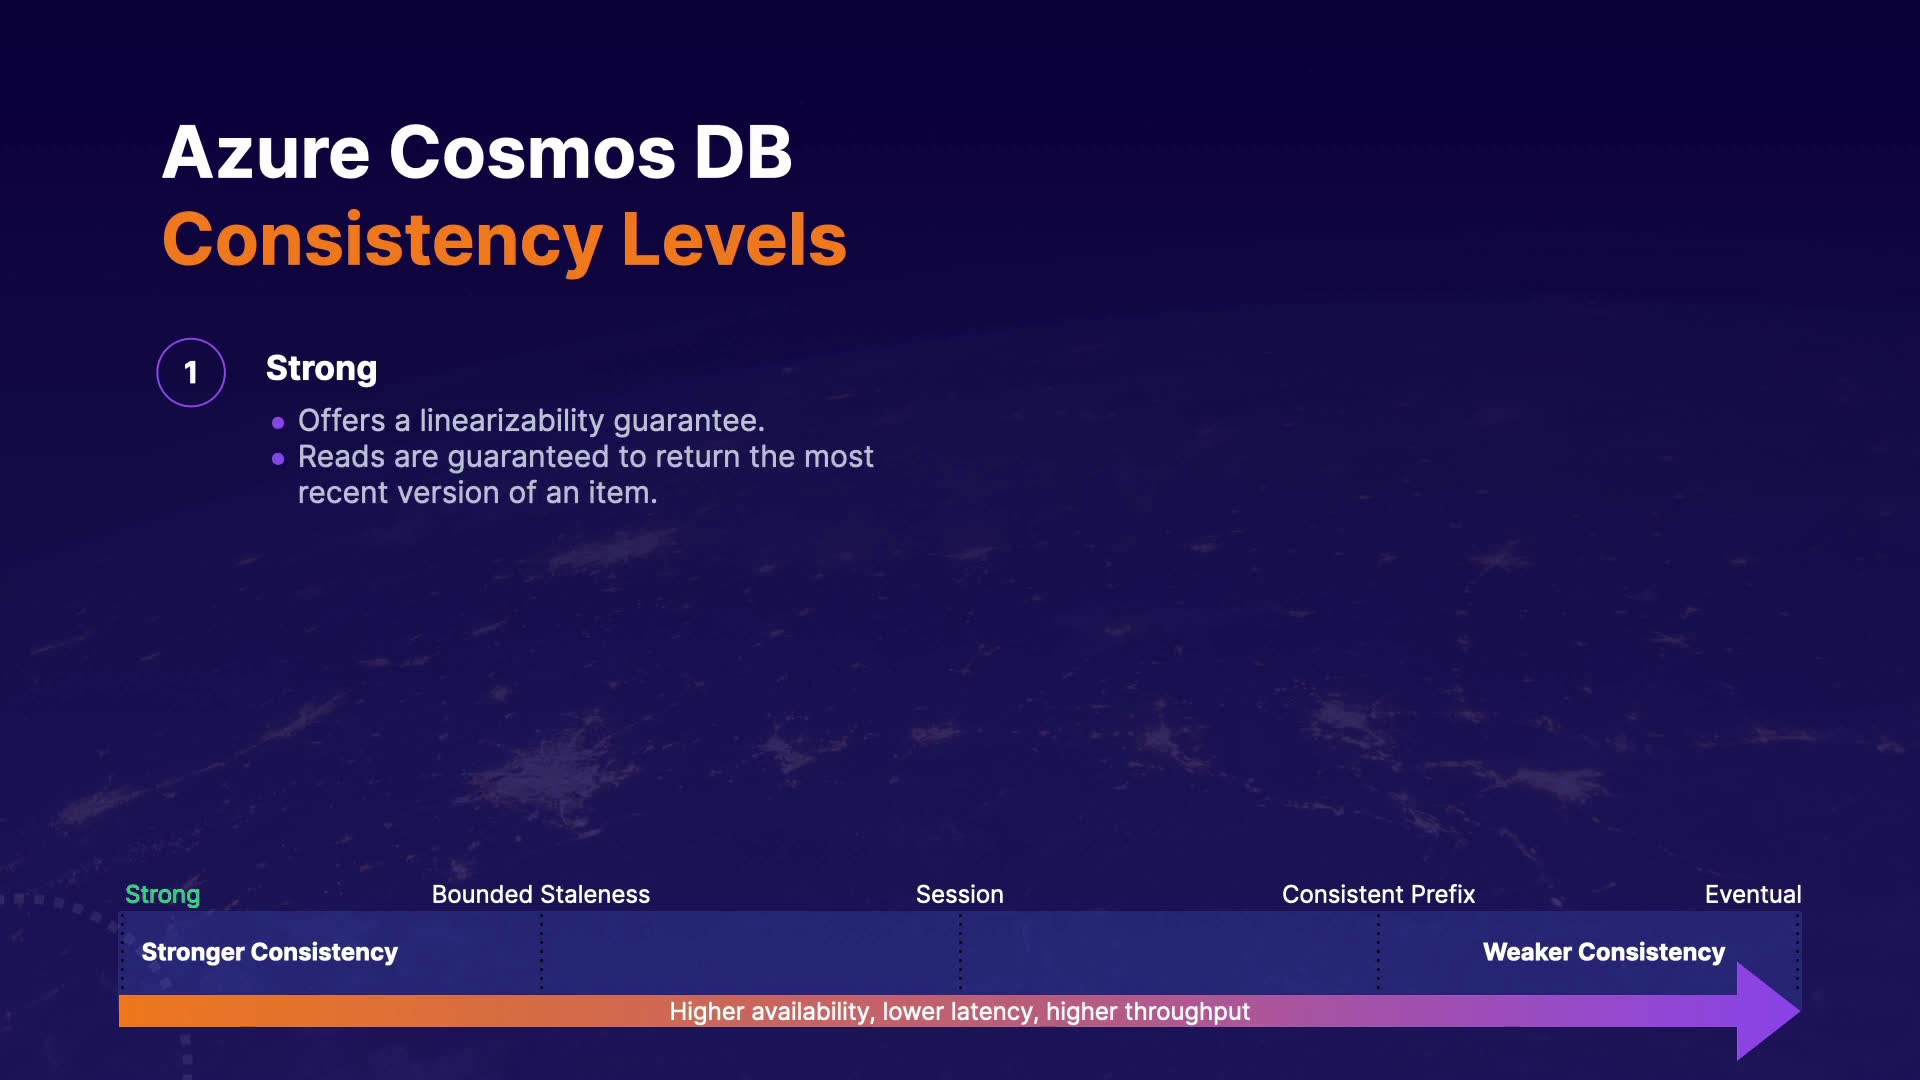 Azure Cosmos DB
Consistency Levels
1
Strong
Offers a linearizability guarantee.
Reads are guaranteed to return the most
recent version of an item.
Strong
Bounded Staleness
Session
Consistent Prefix
Eventual
Stronger Consistency
Weaker Consistency
Higher availability, lower latency, higher throughput